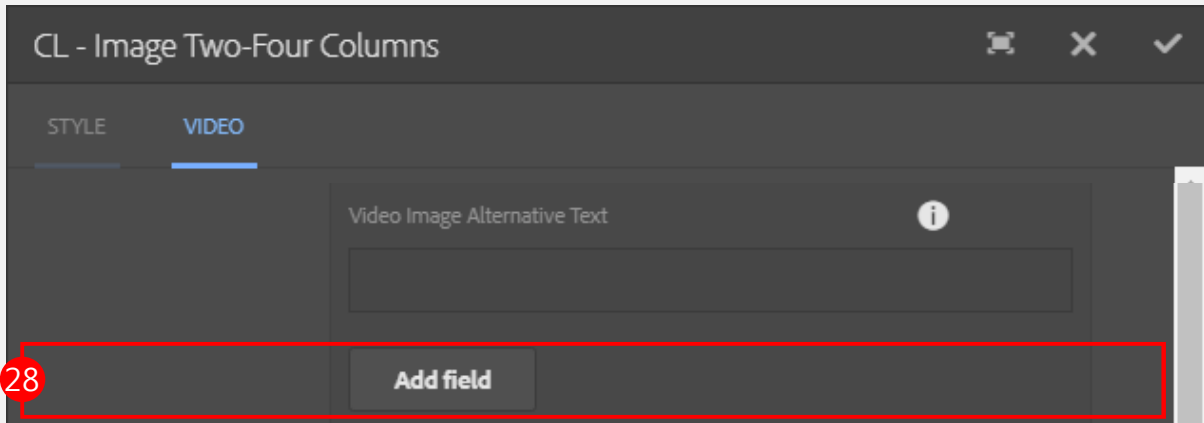 CL - Image Two-Four Columns
STYLE VIDEO
Video Image Alternative Text
28
Add field